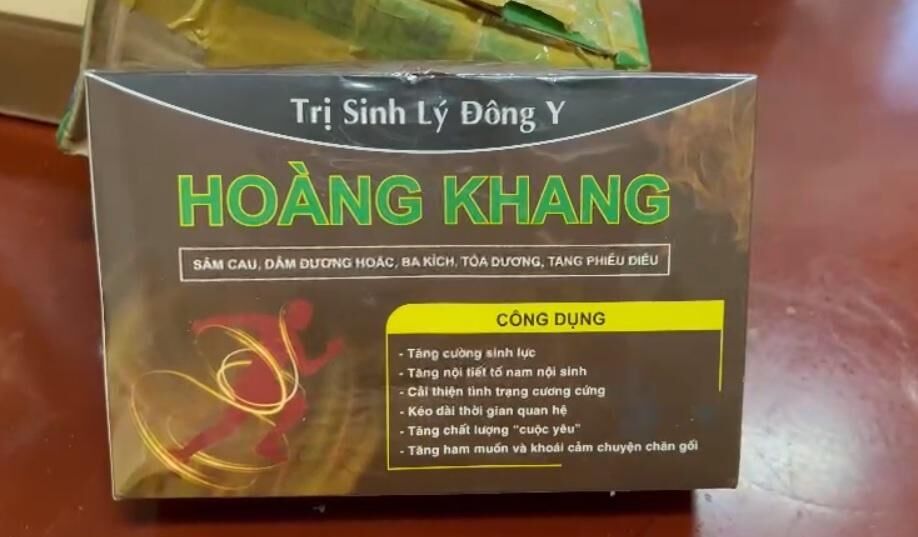 Trị Sinh Lý Đông Y
HOÀNG KHANG
SÂM CAU, DÂM DƯƠNG HOẮC, BA KÍCH, TỎA DƯƠNG, TANG PHIÊU DIÊU
CÔNG DỤNG
- Tăng cường sinh lực
- Tăng nội tiết tố nam nội sinh
- Cải thiện tình trạng cương cứng
- Kéo dài thời gian quan hệ
- Tăng chất lượng "cuộc yêu"
- Tăng ham muốn và khoái cảm chuyện chăn gối